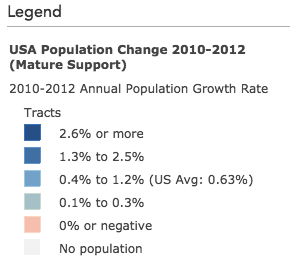 Legend
USA Population Change 2010-2012
(Mature Support)
2010-2012 Annual Population Growth Rate
Tracts
2.6% or more
1.3% to 2.5%
0.4% to 1.2% (US Avg: 0.63%)
0.1% to 0.3%
0% or negative
No population